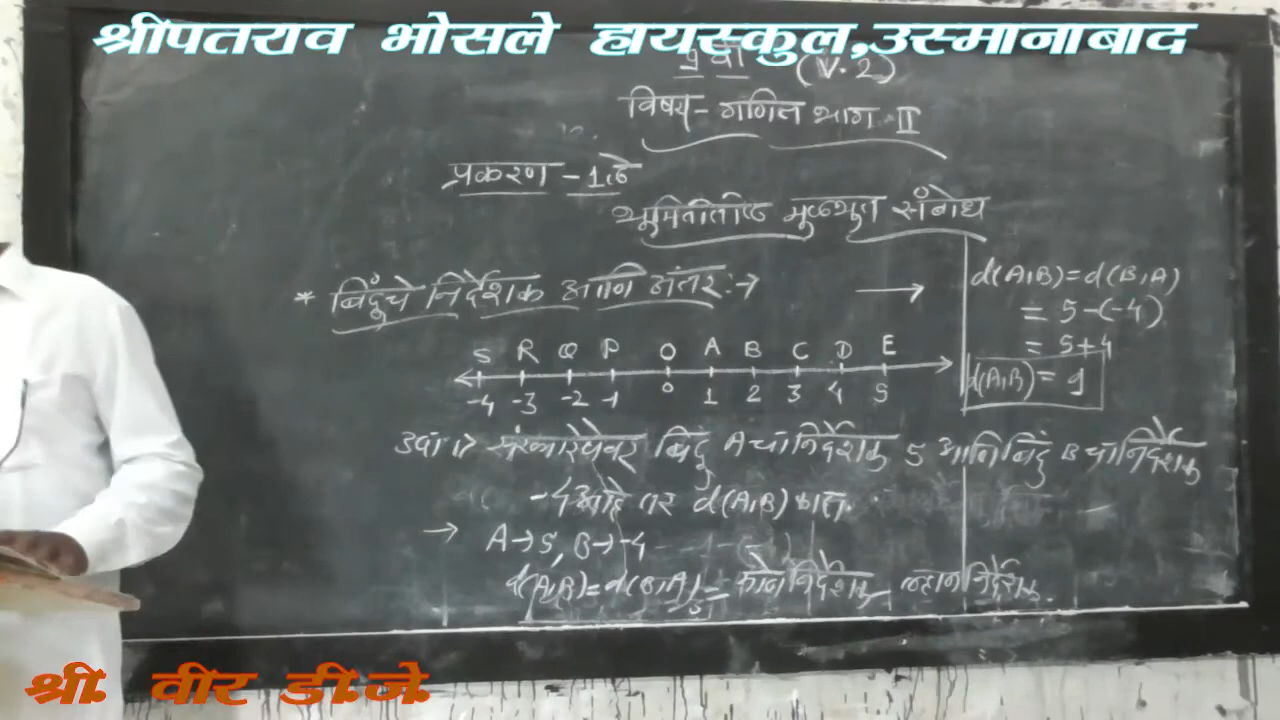 श्रीपतराव भोसले हायस्कुल,उस्मानाबाद
(V.2)
विषय - गणित भाग - II
प्रकरण - 1.ले
भूमितीतील मूलभूत संबोध
* बिंदूंचे निर्देशक आणि अंतर :→ →
S R Q P O A B C D E
-4 -3 -2 -1 0 1 2 3 4 5
उदा 1) संख्यारेषेवर बिंदु A चा निर्देशक 5 आणि बिंदु B चा निर्देशक
-4 आहे तर d(A,B) काढा.
→ A→5, B→-4
d(A,B)=d(B,A) = मोठा निर्देशक - लहान निर्देशक.
d(A,B)=d(B,A)
= 5-(-4)
= 5+4
d(A,B) = 9
श्री. वीर डी.जे.